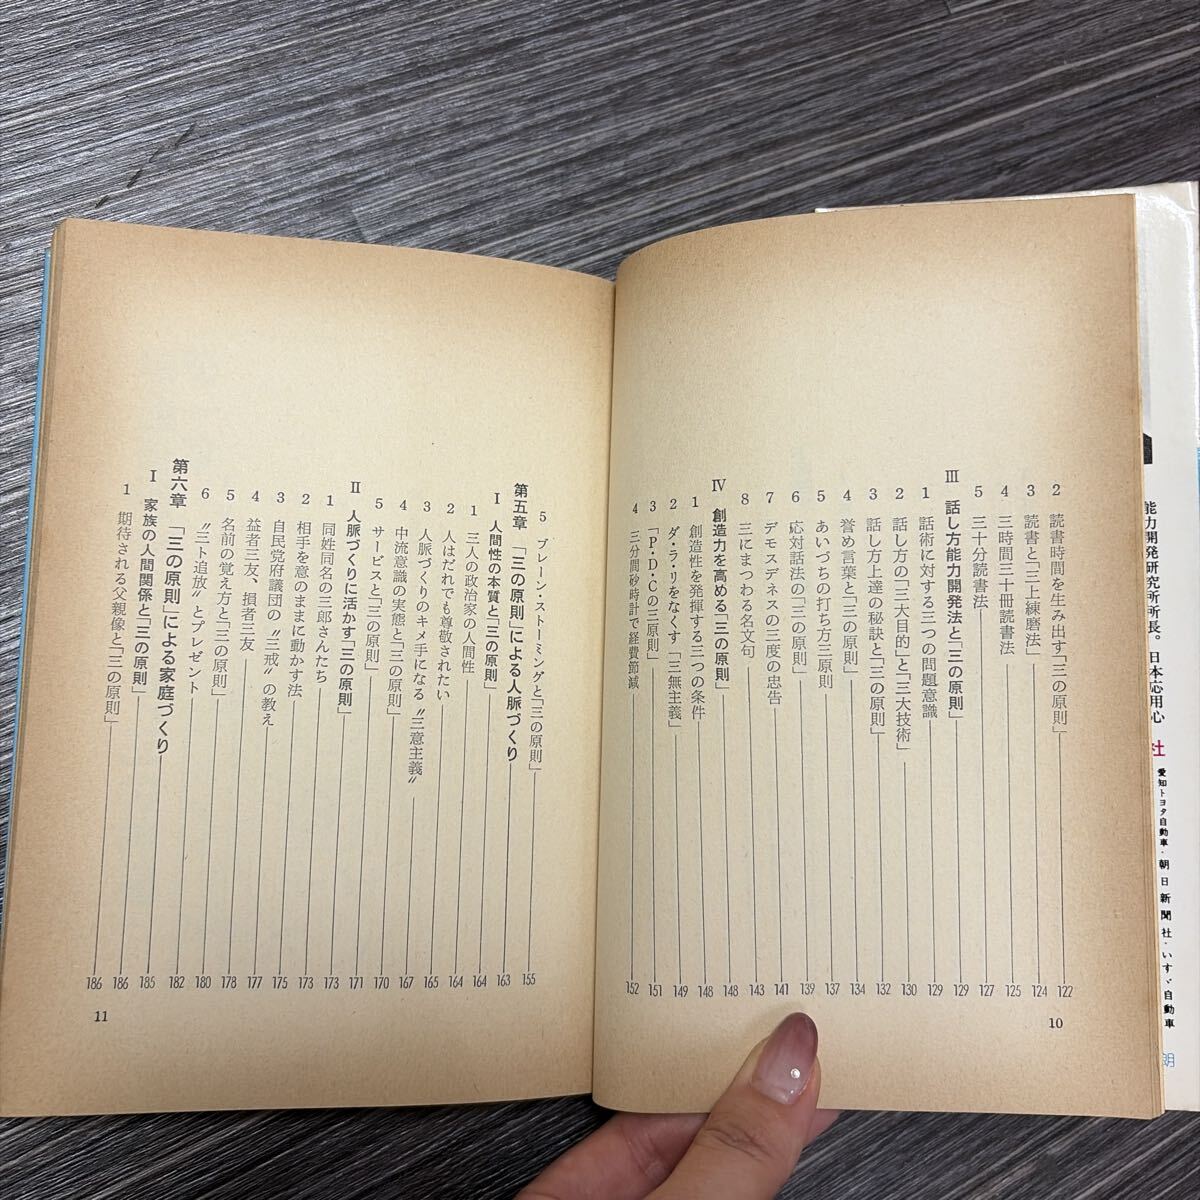 2 読書時間を生み出す「三の原則」 122
3 読書と「三上練磨法」 124
4 三時間三十冊読書法 125
5 三十分読書法 127
Ⅲ 話し方能力開発法と「三の原則」 129
1 話術に対する三つの問題意識 129
2 話し方の「三大目的」と「三大技術」 130
3 話し方上達の秘訣と「三の原則」 132
4 誉め言葉と「三の原則」 134
5 あいづちの打ち方三原則 137
6 応対話法の「三の原則」 139
7 デモスデネスの三度の忠告 141
8 三にまつわる名文句 143
Ⅳ 創造力を高める「三の原則」 148
1 創造性を発揮する三つの条件 148
2 ダ・ラ・リをなくす「三無主義」 149
3 「P・D・Cの三原則」 151
4 三分間砂時計で経費節減 152
10
5 ブレーン・ストーミングと「三の原則」 155
第五章 「三の原則」による人脈づくり 163
Ⅰ 人間性の本質と「三の原則」 164
1 三人の政治家の人間性 164
2 人はだれでも尊敬されたい 165
3 人脈づくりのキメ手になる〝三意主義〟 167
4 中流意識の実態と「三の原則」 170
5 サービスと「三の原則」 171
Ⅱ 人脈づくりに活かす「三の原則」 173
1 同姓同名の三郎さんたち 173
2 相手を意のままに動かす法 175
3 自民党府議団の〝三戒〟の教え 177
4 益者三友、損者三友 178
5 名前の覚え方と「三の原則」 180
6 〝三ト追放〟とプレゼント 182
第六章 「三の原則」による家庭づくり 185
Ⅰ 家族の人間関係と「三の原則」 186
1 期待される父親像と「三の原則」 186
11
能力開発研究所所長。日本応用心
社
愛知トヨタ自動車・朝日新聞社・いすゞ自動車
朗